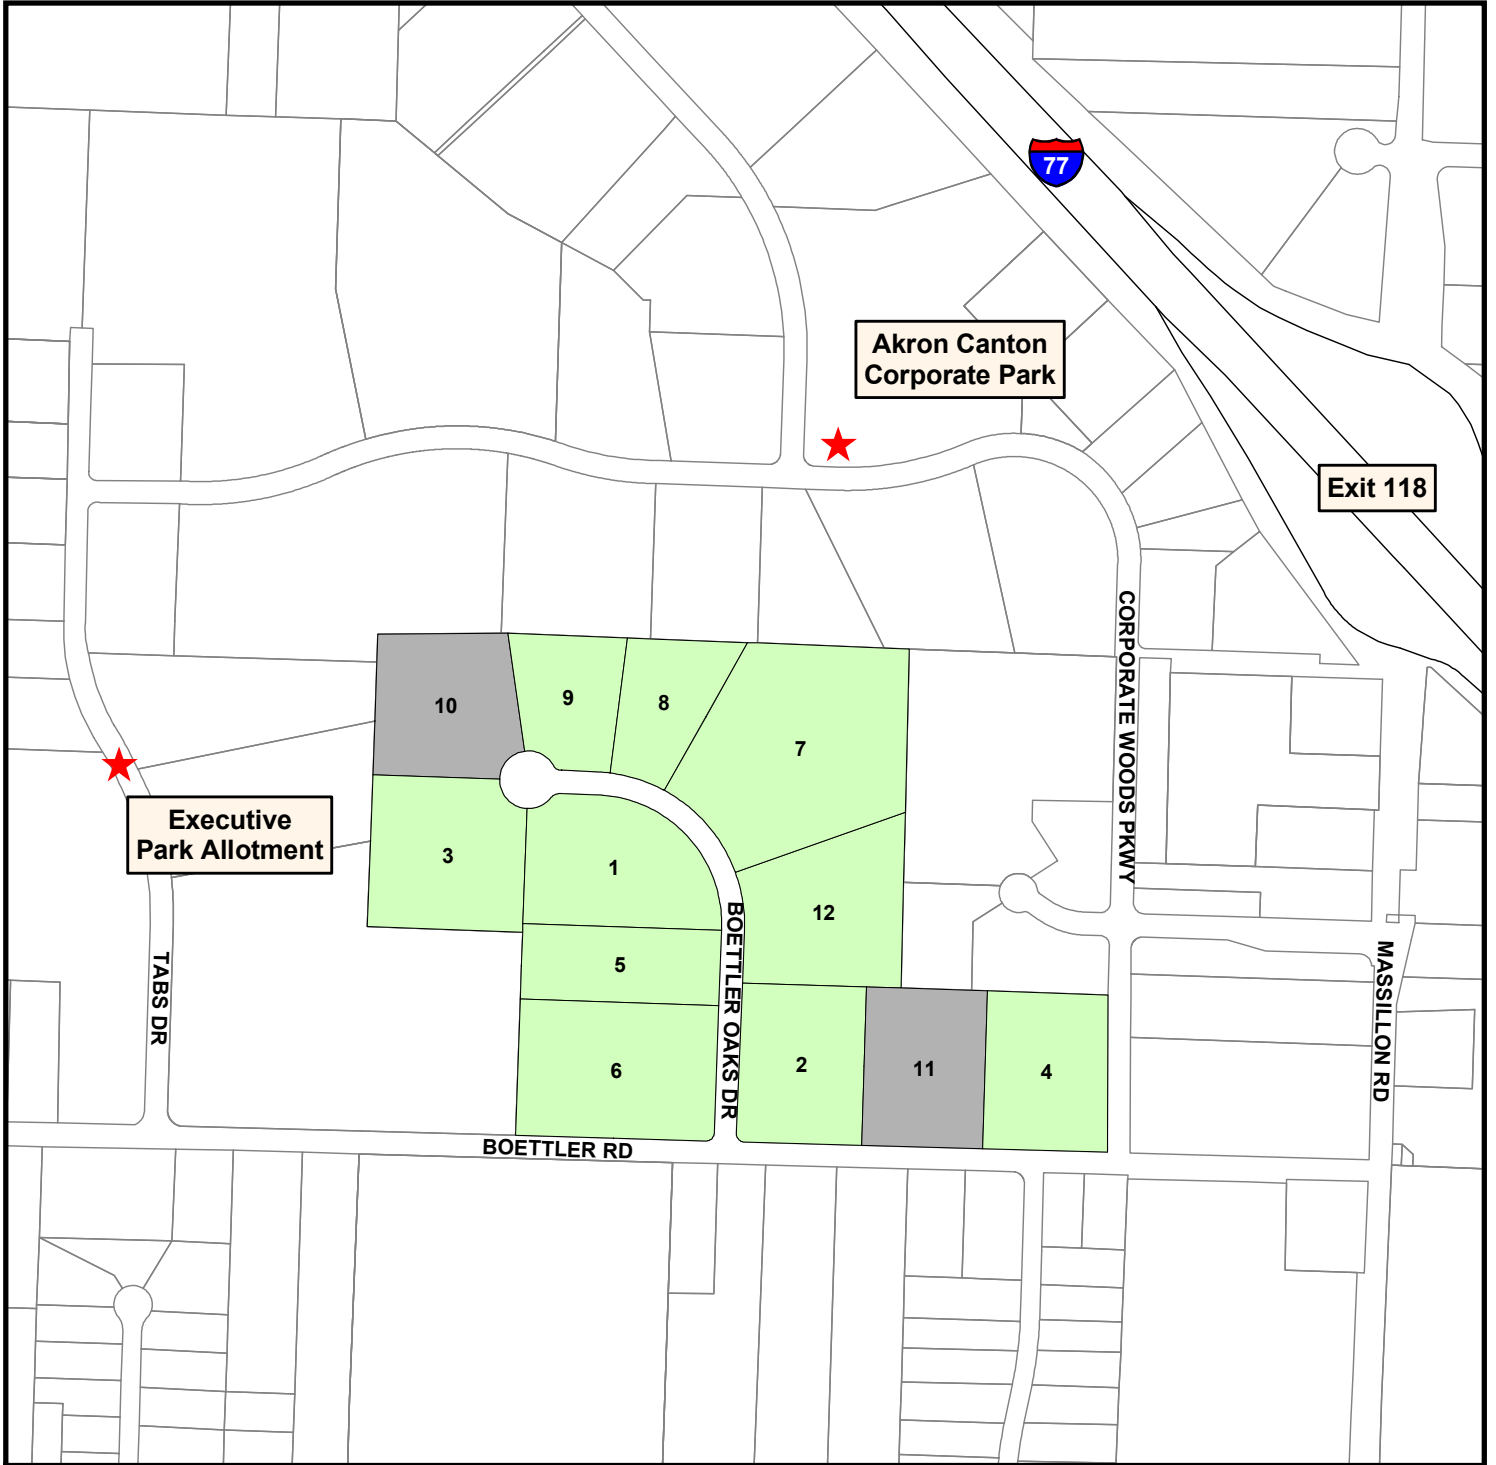 77
Akron Canton
Corporate Park
Exit 118
CORPORATE WOODS PKWY
10
9
8
7
Executive
Park Allotment
3
1
12
BOETTLER OAKS DR
5
TABS DR
MASSILLON RD
6
2
11
4
BOETTLER RD